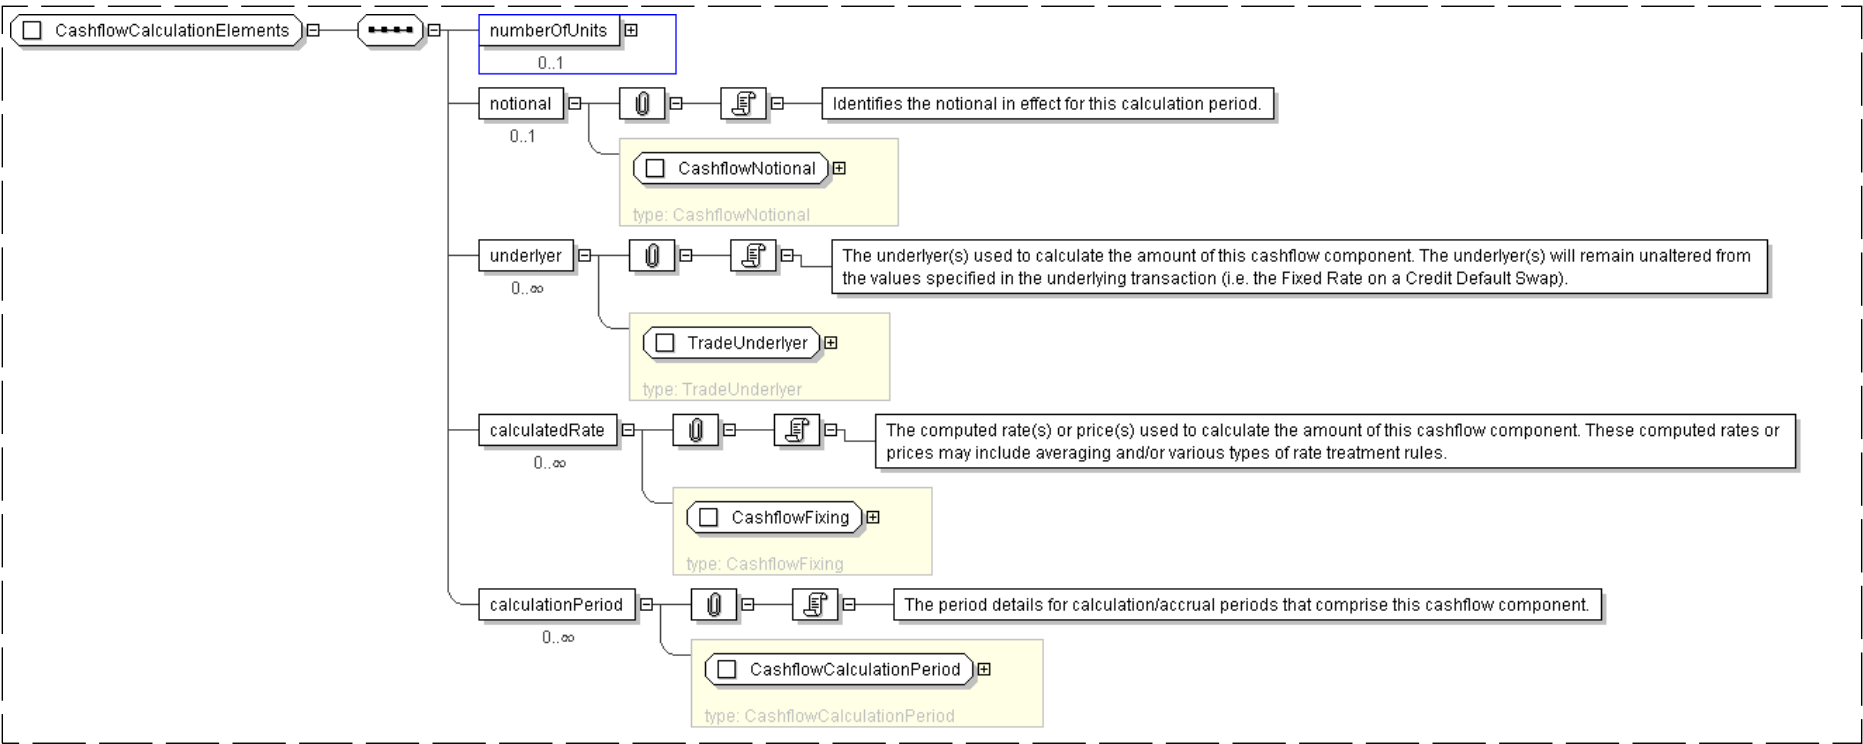 CashflowCalculationElements
numberOfUnits
0..1
notional
0..1
Identifies the notional in effect for this calculation period.
CashflowNotional
type: CashflowNotional
underlyer
0..∞
The underlyer(s) used to calculate the amount of this cashflow component. The underlyer(s) will remain unaltered from
the values specified in the underlying transaction (i.e. the Fixed Rate on a Credit Default Swap).
TradeUnderlyer
type: TradeUnderlyer
calculatedRate
0..∞
The computed rate(s) or price(s) used to calculate the amount of this cashflow component. These computed rates or
prices may include averaging and/or various types of rate treatment rules.
CashflowFixing
type: CashflowFixing
calculationPeriod
0..∞
The period details for calculation/accrual periods that comprise this cashflow component.
CashflowCalculationPeriod
type: CashflowCalculationPeriod